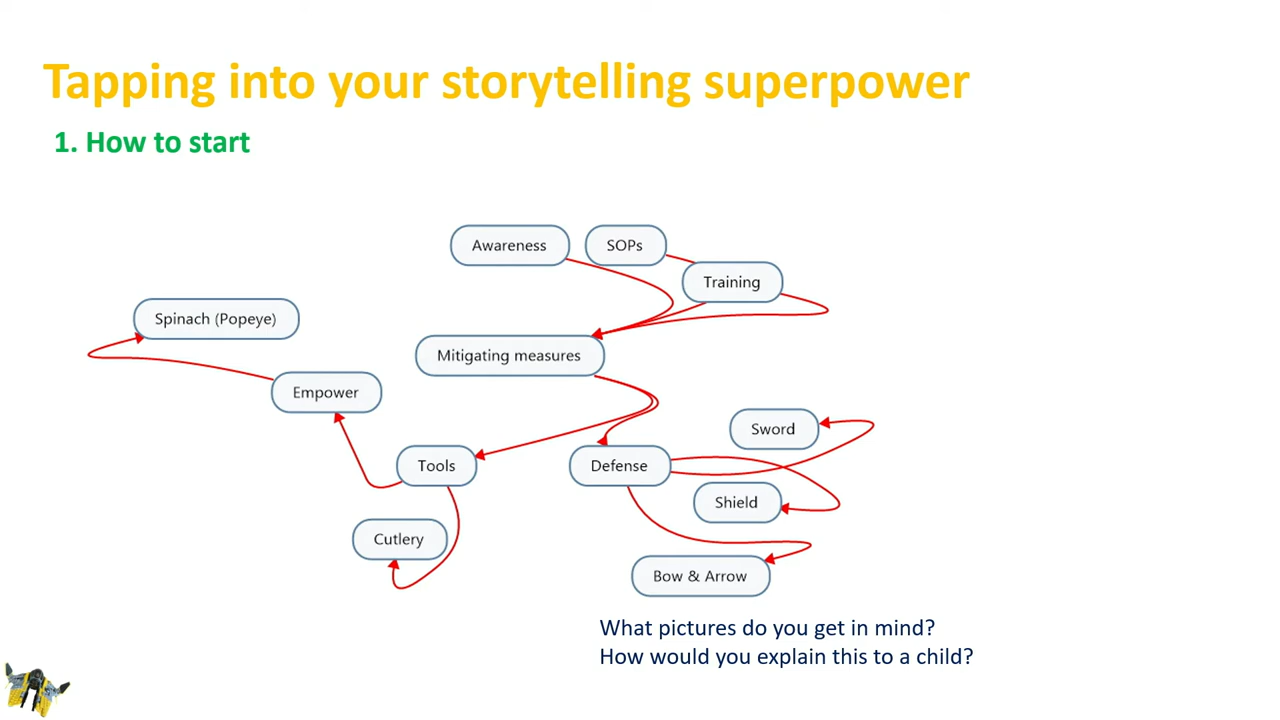 Tapping into your storytelling superpower
1. How to start
Awareness
SOPs
Training
Spinach (Popeye)
Mitigating measures
Empower
Sword
Tools
Defense
Shield
Cutlery
Bow & Arrow
What pictures do you get in mind?
How would you explain this to a child?